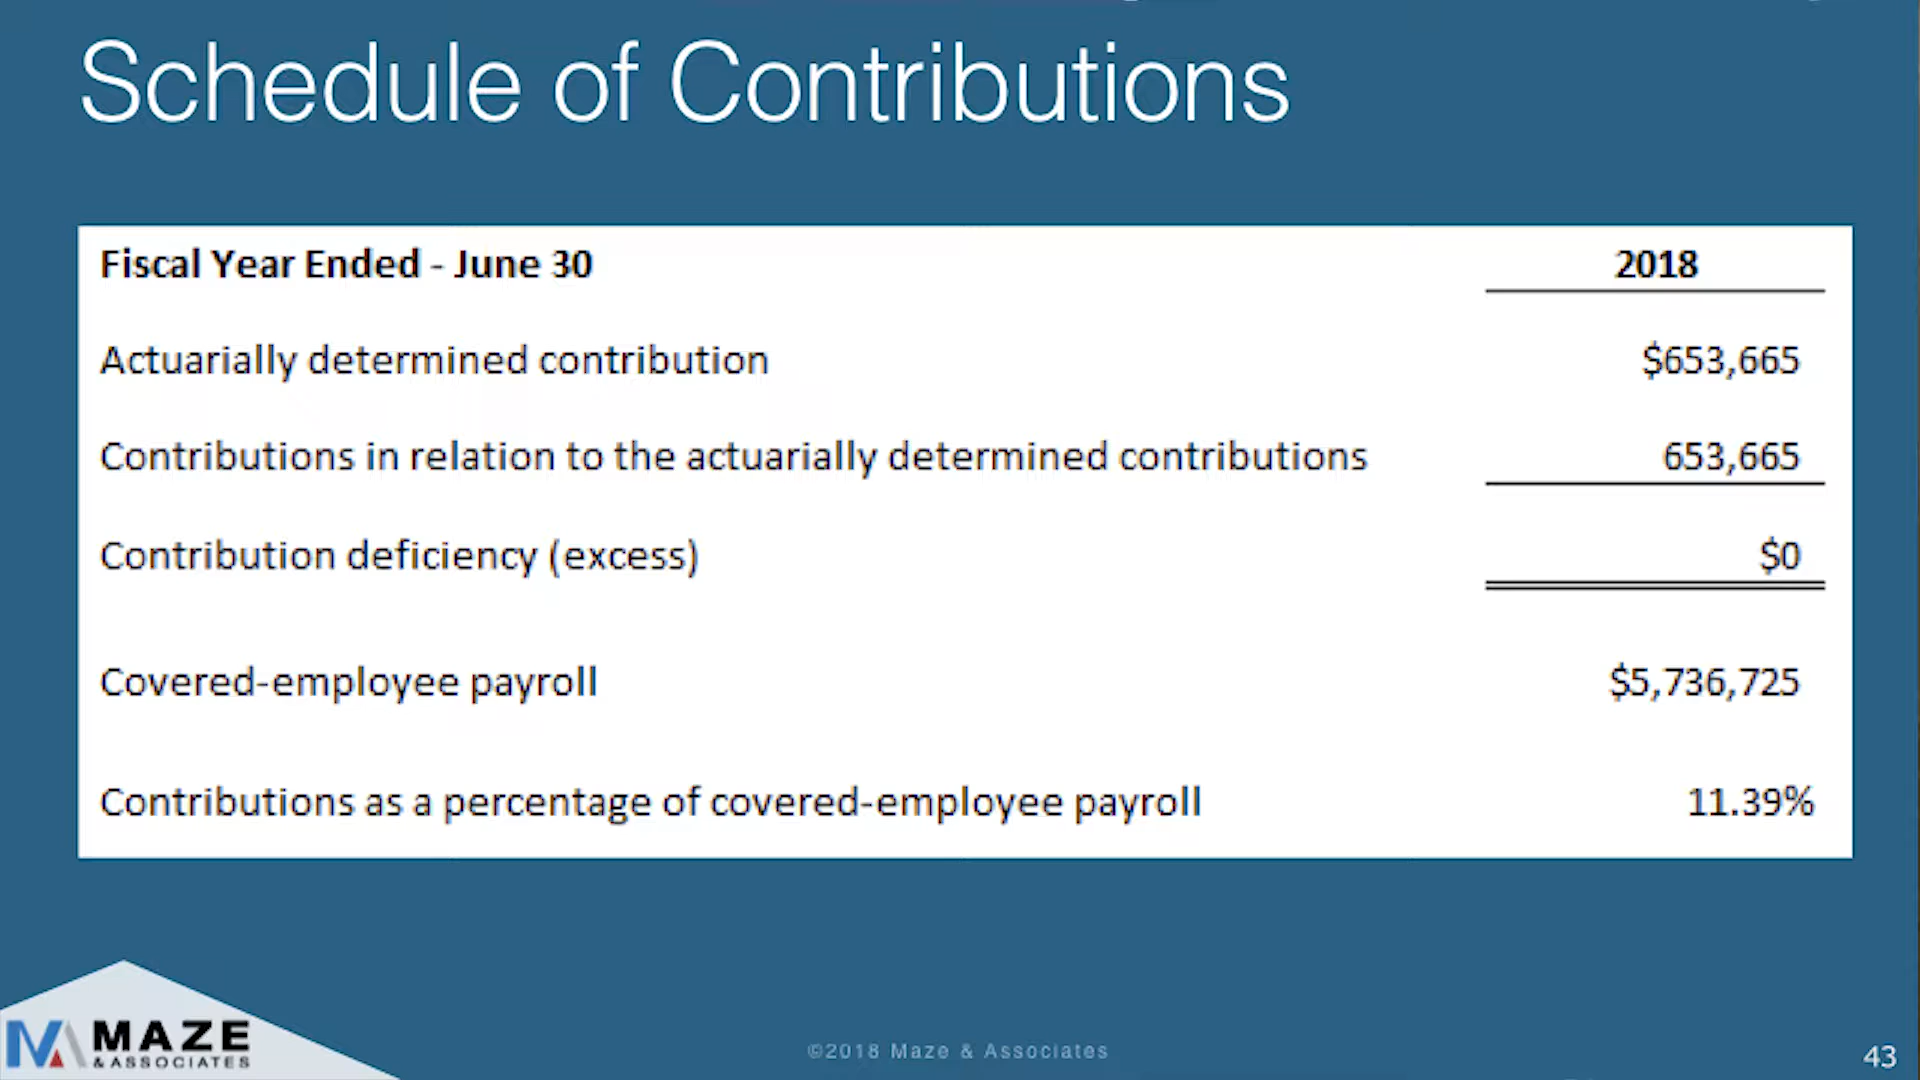 Schedule of Contributions
Fiscal Year Ended - June 30 2018
Actuarially determined contribution $653,665
Contributions in relation to the actuarially determined contributions 653,665
Contribution deficiency (excess) $0
Covered-employee payroll $5,736,725
Contributions as a percentage of covered-employee payroll 11.39%
MA MAZE
& ASSOCIATES
©2018 Maze & Associates
43